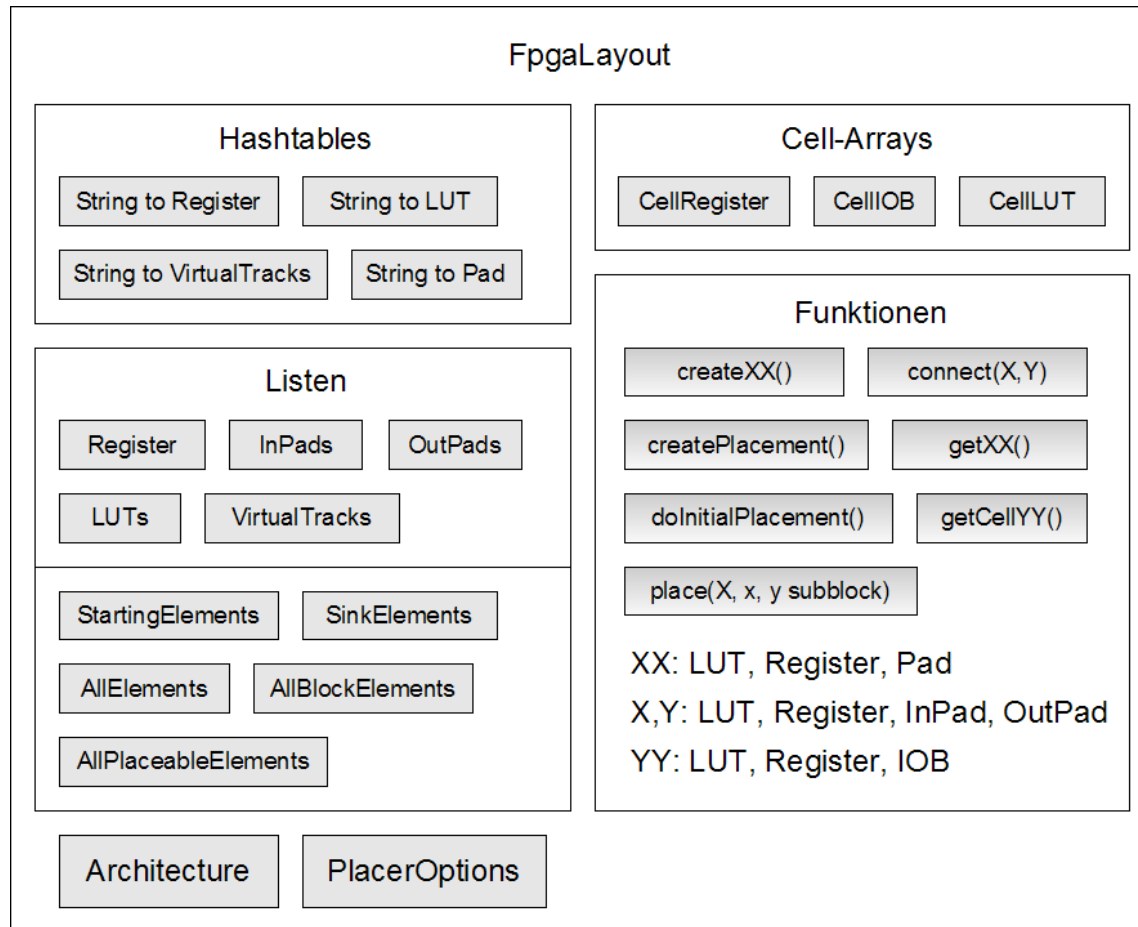 FpgaLayout
Hashtables
String to Register
String to LUT
String to VirtualTracks
String to Pad
Cell-Arrays
CellRegister
CellIOB
CellLUT
Listen
Register
InPads
OutPads
LUTs
VirtualTracks
StartingElements
SinkElements
AllElements
AllBlockElements
AllPlaceableElements
Funktionen
createXX()
connect(X,Y)
createPlacement()
getXX()
doInitialPlacement()
getCellYY()
place(X, x, y subblock)
XX: LUT, Register, Pad
X,Y: LUT, Register, InPad, OutPad
YY: LUT, Register, IOB
Architecture
PlacerOptions